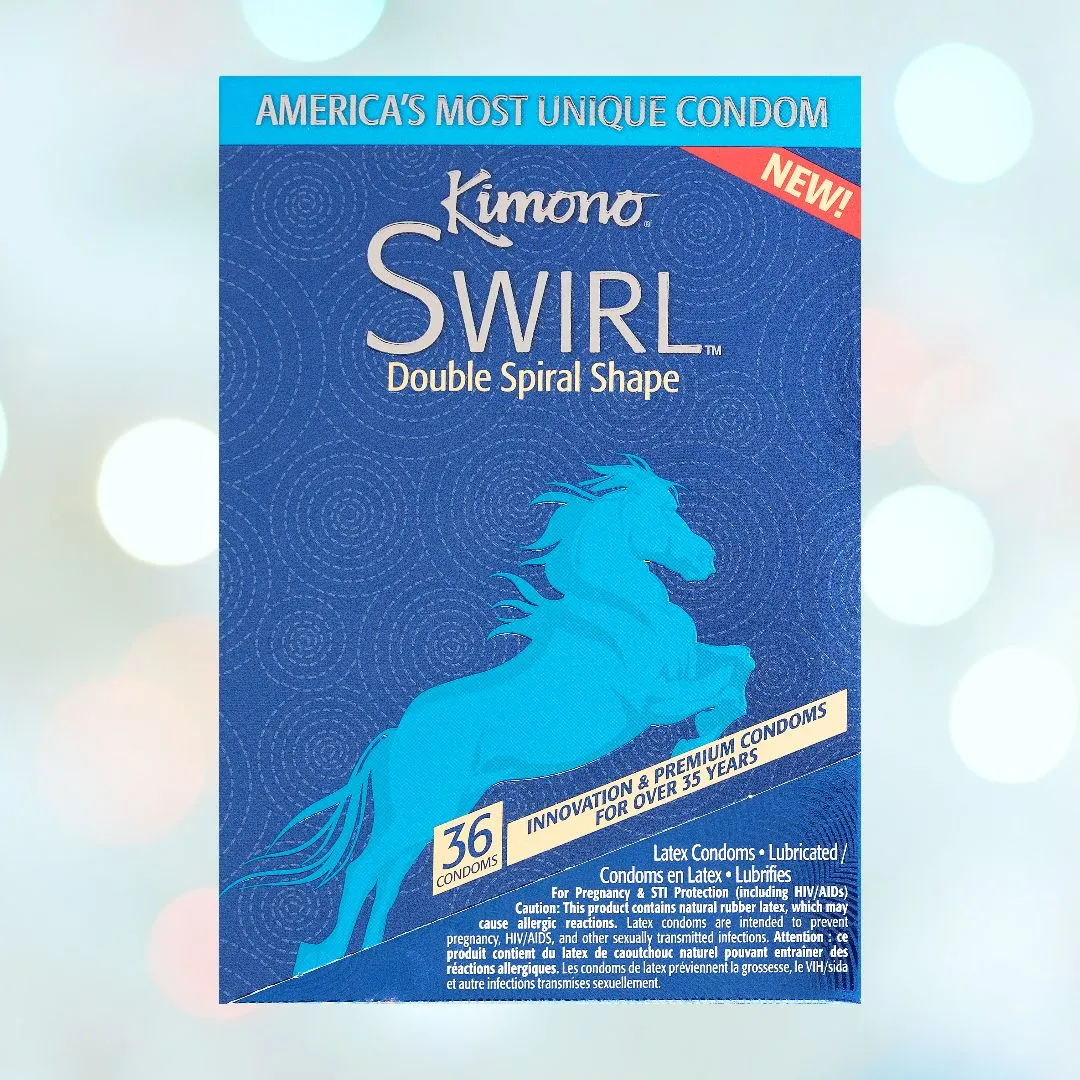 AMERICA'S MOST UNIQUE CONDOM
NEW!
Kimono®
SWIRL™
Double Spiral Shape
INNOVATION & PREMIUM CONDOMS
FOR OVER 35 YEARS
36
CONDOMS
Latex Condoms • Lubricated /
Condoms en Latex • Lubrifies
For Pregnancy & STI Protection (including HIV/AIDs)
Caution: This product contains natural rubber latex, which may
cause allergic reactions. Latex condoms are intended to prevent
pregnancy, HIV/AIDS, and other sexually transmitted infections. Attention : ce
produit contient du latex de caoutchouc naturel pouvant entraîner des
réactions allergiques. Les condoms de latex préviennent la grossesse, le VIH/sida
et autre infections transmises sexuellement.